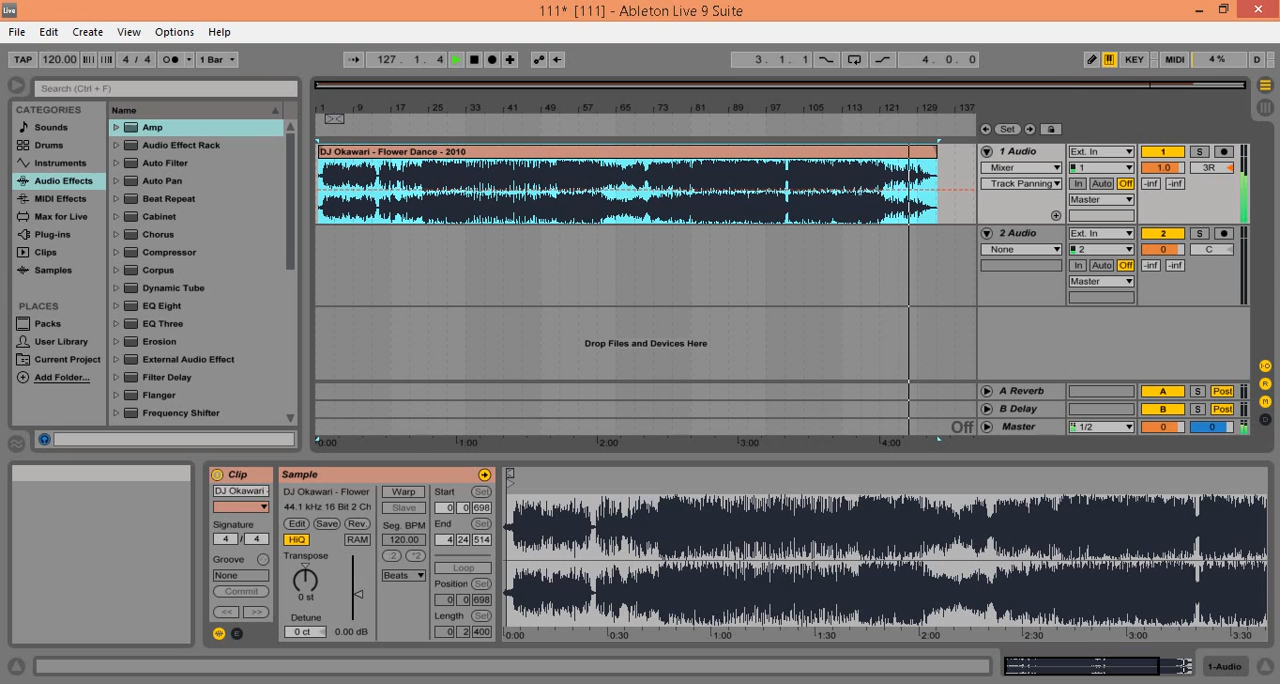 Live
111* [111] - Ableton Live 9 Suite
File Edit Create View Options Help
TAP 120.00 4 / 4 1 Bar 127 . 1 . 4 3 . 1 . 1 4 . 0 . 0 KEY MIDI 4 % D
Search (Ctrl + F)
CATEGORIES
Sounds
Drums
Instruments
Audio Effects
MIDI Effects
Max for Live
Plug-ins
Clips
Samples
PLACES
Packs
User Library
Current Project
Add Folder...
Name
Amp
Audio Effect Rack
Auto Filter
Auto Pan
Beat Repeat
Cabinet
Chorus
Compressor
Corpus
Dynamic Tube
EQ Eight
EQ Three
Erosion
External Audio Effect
Filter Delay
Flanger
Frequency Shifter
1 9 17 25 33 41 49 57 65 73 81 89 97 105 113 121 129 137
Set
DJ Okawari - Flower Dance - 2010
1 Audio Ext. In 1 S
Mixer 1 1.0 3R
Track Panning In Auto Off -inf -inf
Master
2 Audio Ext. In 2 S
None 2 0 C
In Auto Off -inf -inf
Master
Drop Files and Devices Here
A Reverb A S Post
B Delay B S Post
Off Master 1/2 0 0
0:00 1:00 2:00 3:00 4:00
I-O
R
M
D
Clip
DJ Okawari
Signature
4 / 4
Groove
None
Commit
<< >>
E
Sample
DJ Okawari - Flower
44.1 kHz 16 Bit 2 Ch
Edit Save Rev.
HiQ RAM
Transpose
0 st
Detune
0 ct 0.00 dB
Warp
Slave
Seg. BPM
120.00
:2 *2
Beats
Start Set
0 0 698
End Set
4 24 514
Loop
Position Set
0 0 698
Length Set
0 2 400
0:00 0:30 1:00 1:30 2:00 2:30 3:00 3:30
1-Audio